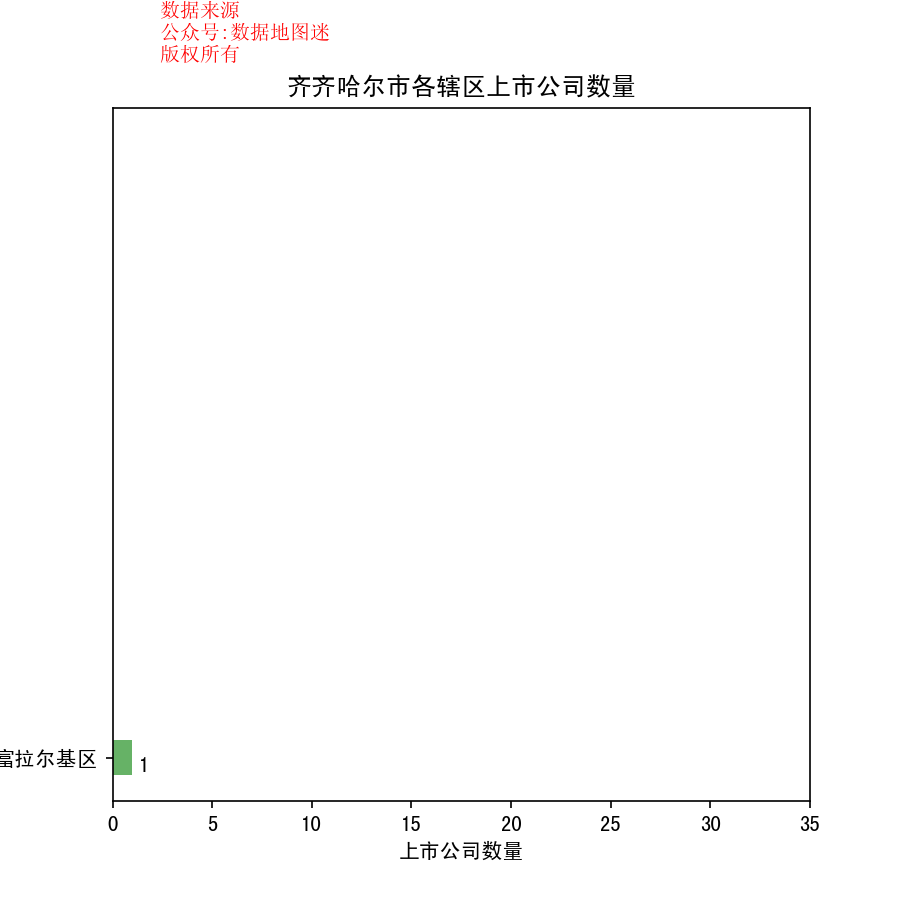 数据来源
公众号:数据地图迷
版权所有
齐齐哈尔市各辖区上市公司数量
富拉尔基区
1
0 5 10 15 20 25 30 35
上市公司数量